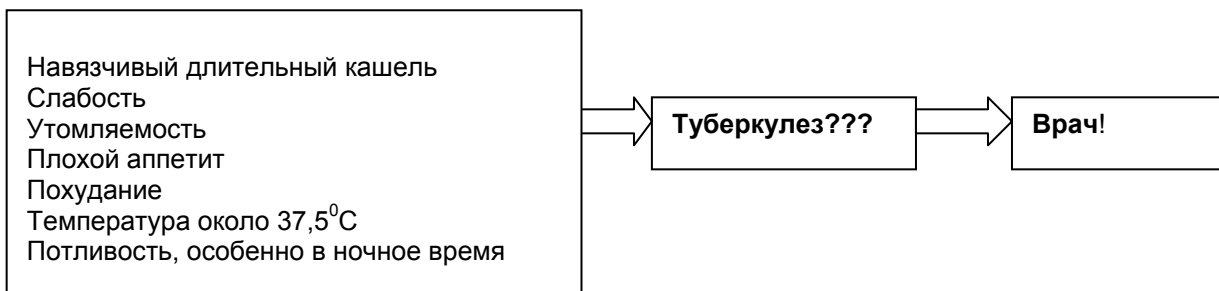 Навязчивый длительный кашель
Слабость
Утомляемость
Плохой аппетит
Похудание
Температура около 37,5⁰С
Потливость, особенно в ночное время
Туберкулез???
Врач!